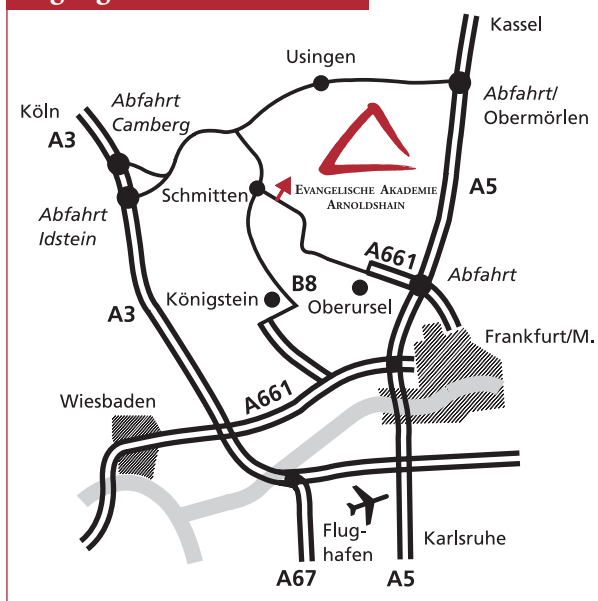 Kassel
Usingen
Abfahrt
Camberg
Köln
A3
Abfahrt/
Obermörlen
Schmitten
EVANGELISCHE AKADEMIE
ARNOLDSHAIN
A5
Abfahrt
Idstein
A661
Abfahrt
B8
Königstein
Oberursel
A3
Frankfurt/M.
A661
Wiesbaden
Flug-
hafen
Karlsruhe
A67
A5